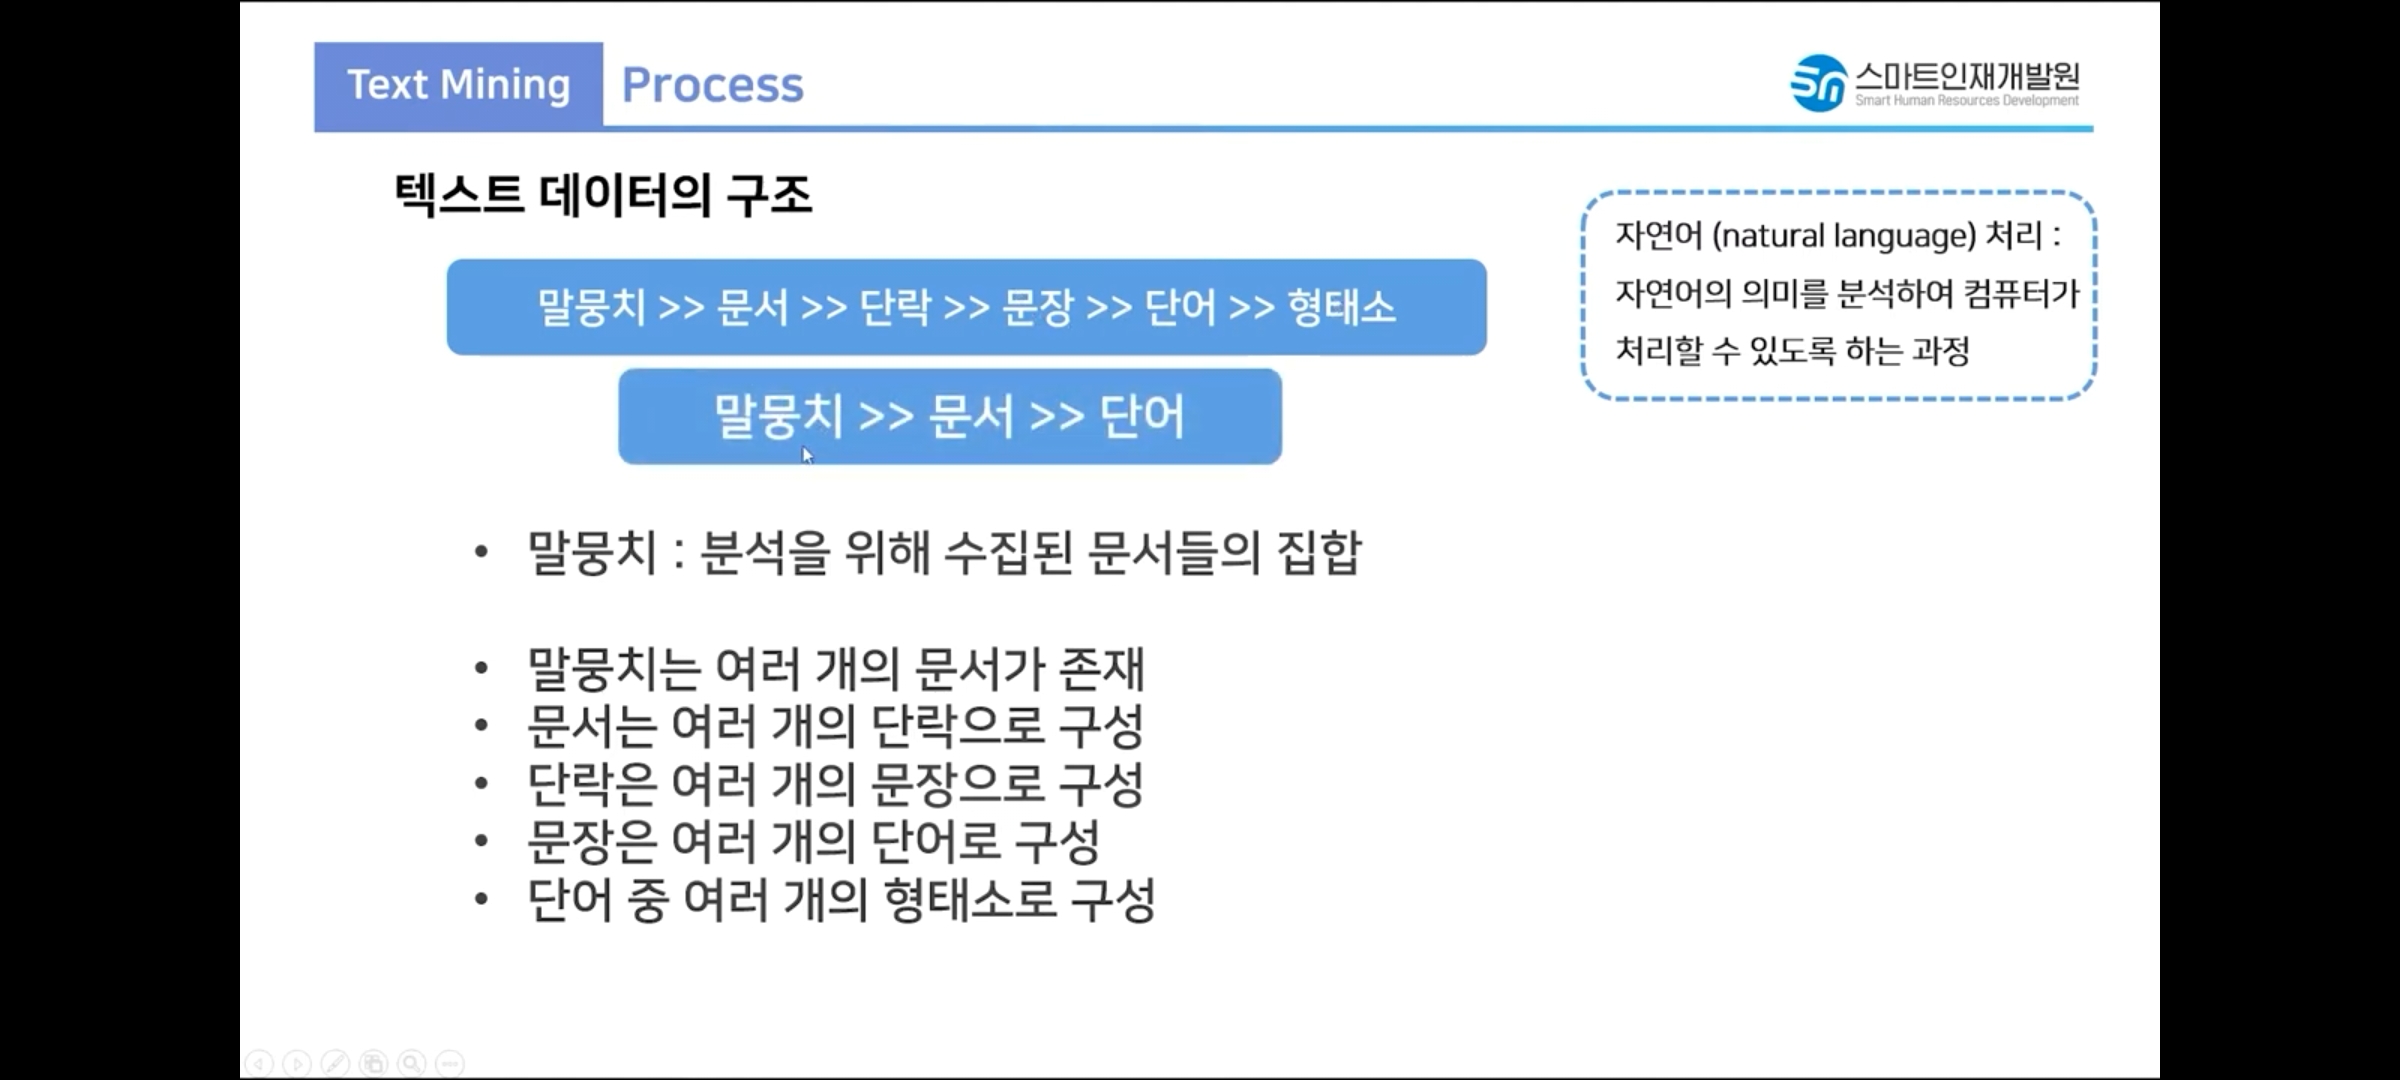 Text Mining Process
스마트인재개발원
Smart Human Resources Development
텍스트 데이터의 구조
말뭉치 >> 문서 >> 단락 >> 문장 >> 단어 >> 형태소
말뭉치 >> 문서 >> 단어
자연어 (natural language) 처리 :
자연어의 의미를 분석하여 컴퓨터가
처리할 수 있도록 하는 과정
• 말뭉치 : 분석을 위해 수집된 문서들의 집합
• 말뭉치는 여러 개의 문서가 존재
• 문서는 여러 개의 단락으로 구성
• 단락은 여러 개의 문장으로 구성
• 문장은 여러 개의 단어로 구성
• 단어 중 여러 개의 형태소로 구성